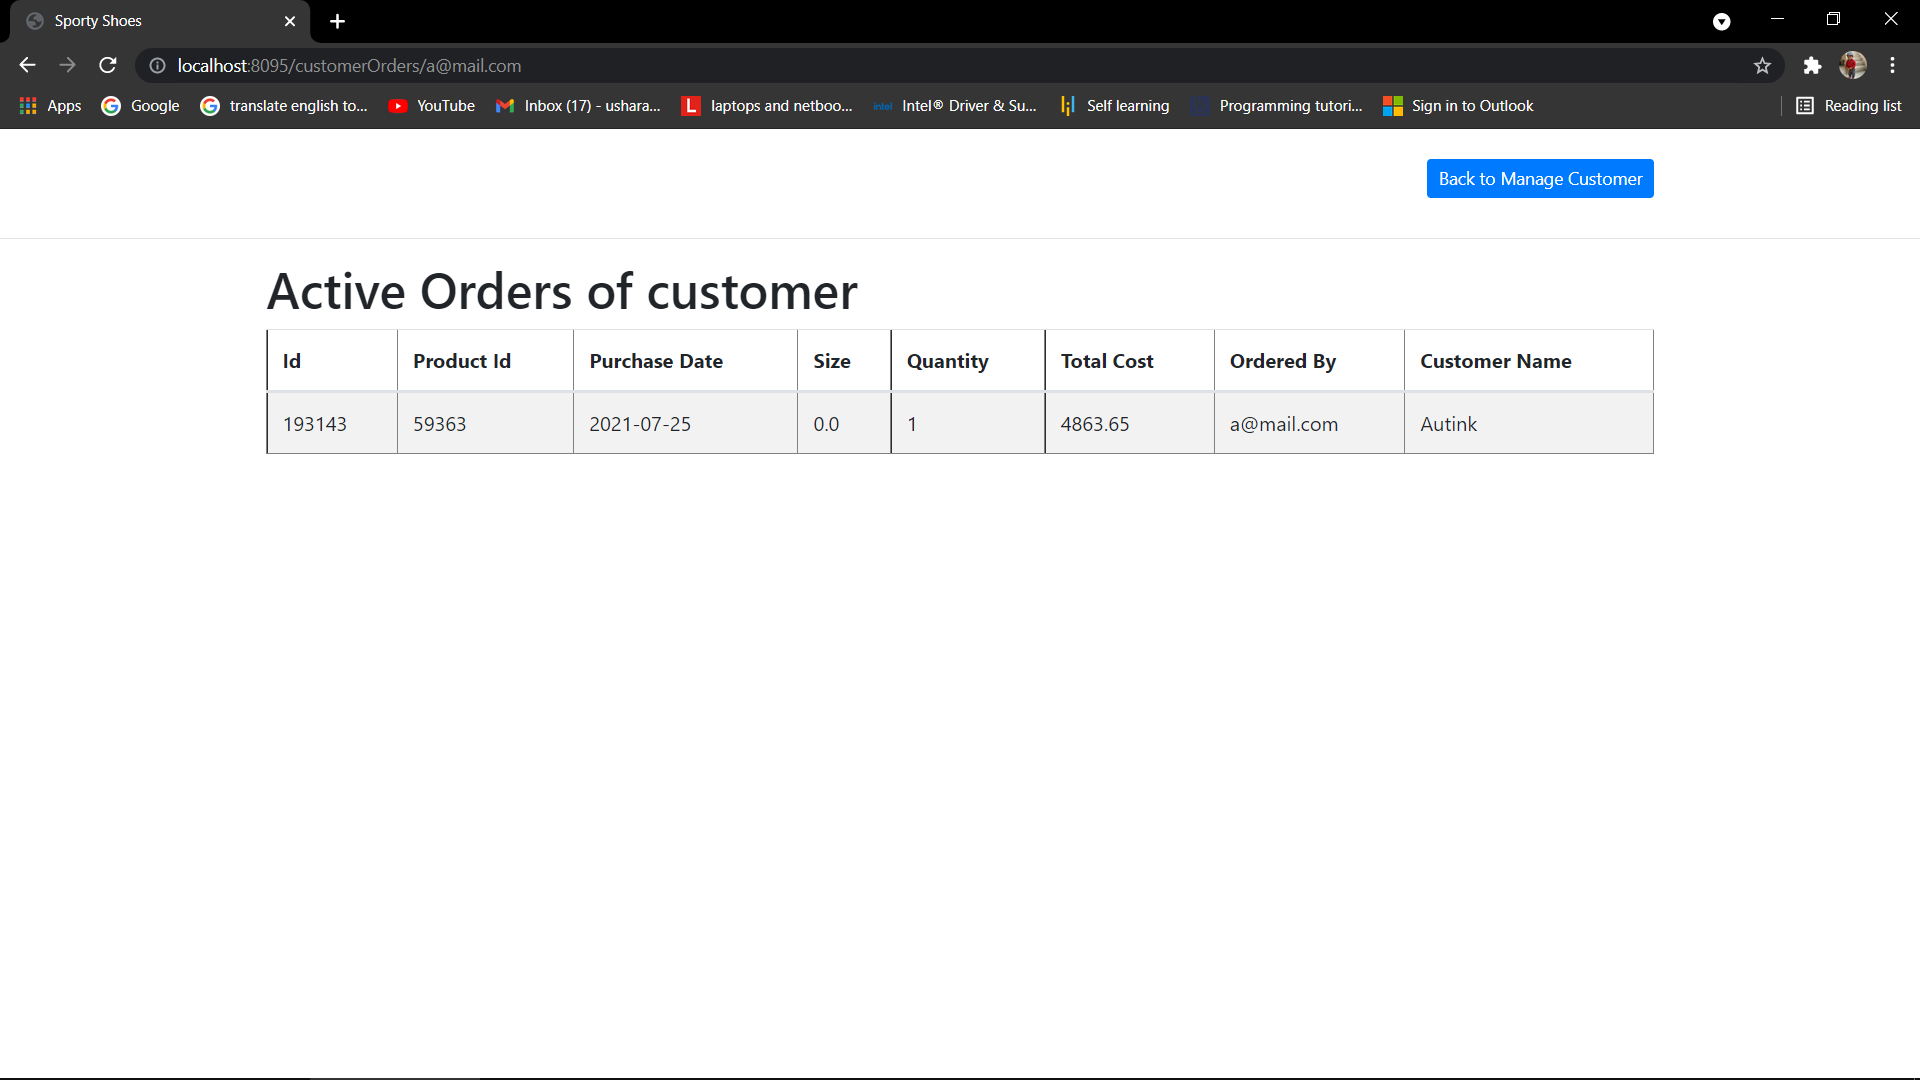 Sporty Shoes
localhost:8095/customerOrders/a@mail.com
Apps Google translate english to... YouTube Inbox (17) - ushara... L laptops and netboo... intel Intel® Driver & Su... Self learning Programming tutori... Sign in to Outlook Reading list
Back to Manage Customer
Active Orders of customer
Id Product Id Purchase Date Size Quantity Total Cost Ordered By Customer Name
193143 59363 2021-07-25 0.0 1 4863.65 a@mail.com Autink